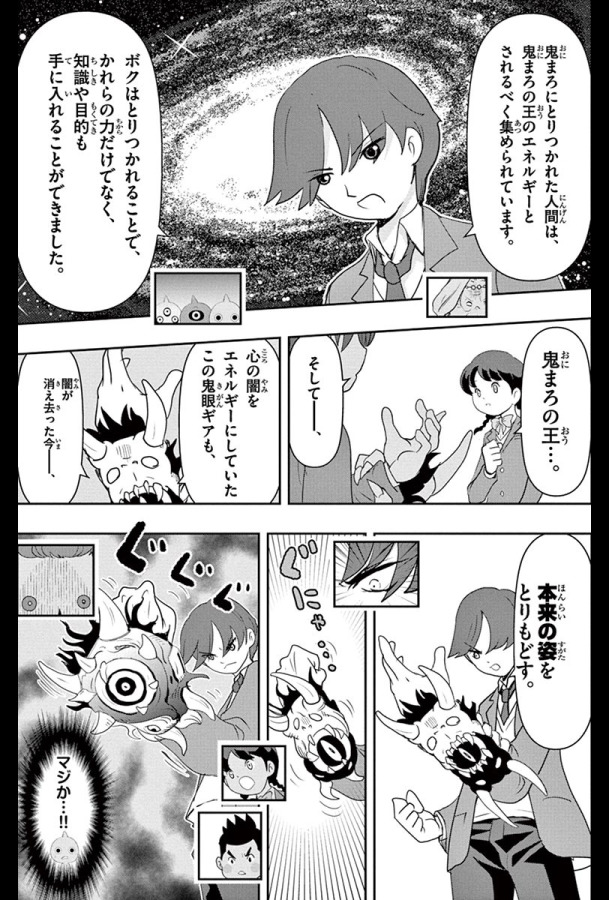 鬼まろにとりつかれた人間は、
鬼まろの王のエネルギーと
されるべく集められています。
ボクはとりつかれることで、
かれらの力だけでなく、
知識や目的も
手に入れることができました。
鬼まろの王…。
そして──、
心の闇を
エネルギーにしていた
この鬼眼ギアも、
闇が
消え去った今──、
本来の姿を
とりもどす。
ぐにゃ…
ぐぐぐ
マジか…!!